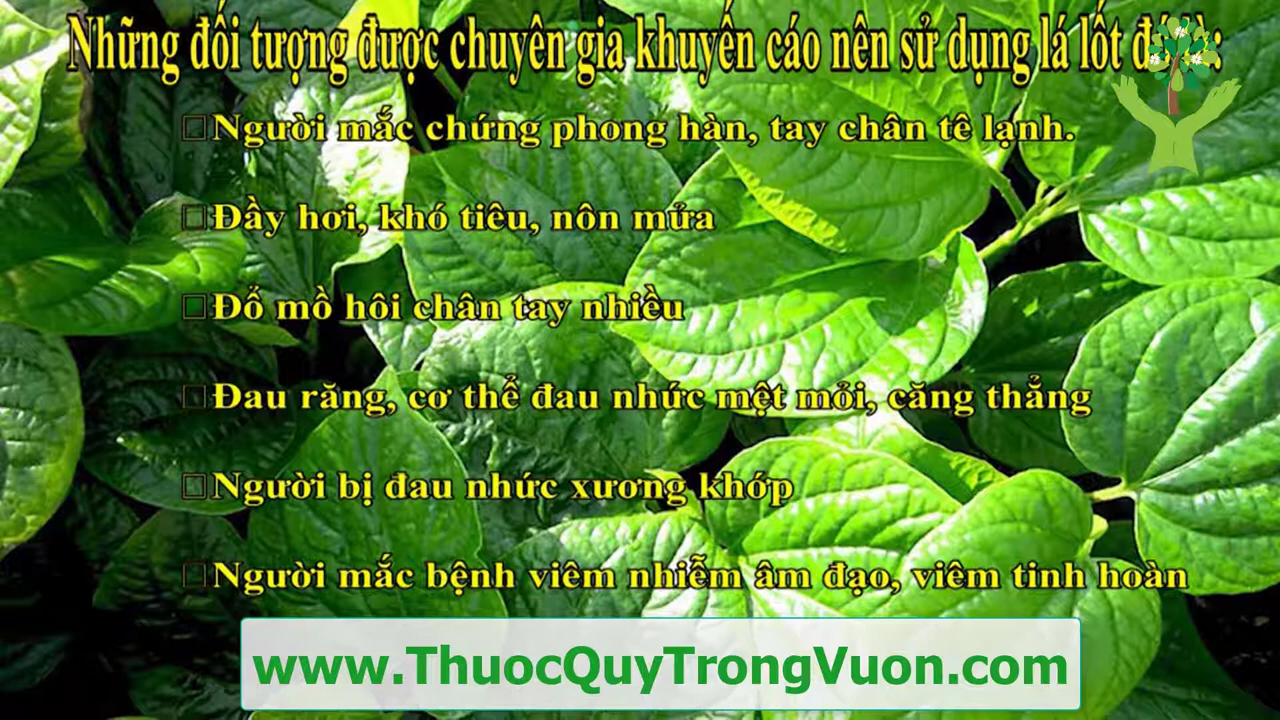 Những đối tượng được chuyên gia khuyến cáo nên sử dụng lá lốt
Người mắc chứng phong hàn, tay chân tê lạnh.
Đầy hơi, khó tiêu, nôn mửa
Đổ mồ hôi chân tay nhiều
Đau răng, cơ thể đau nhức mệt mỏi, căng thẳng
Người bị đau nhức xương khớp
Người mắc bệnh viêm nhiễm âm đạo, viêm tinh hoàn
www.ThuocQuyTrongVuon.com